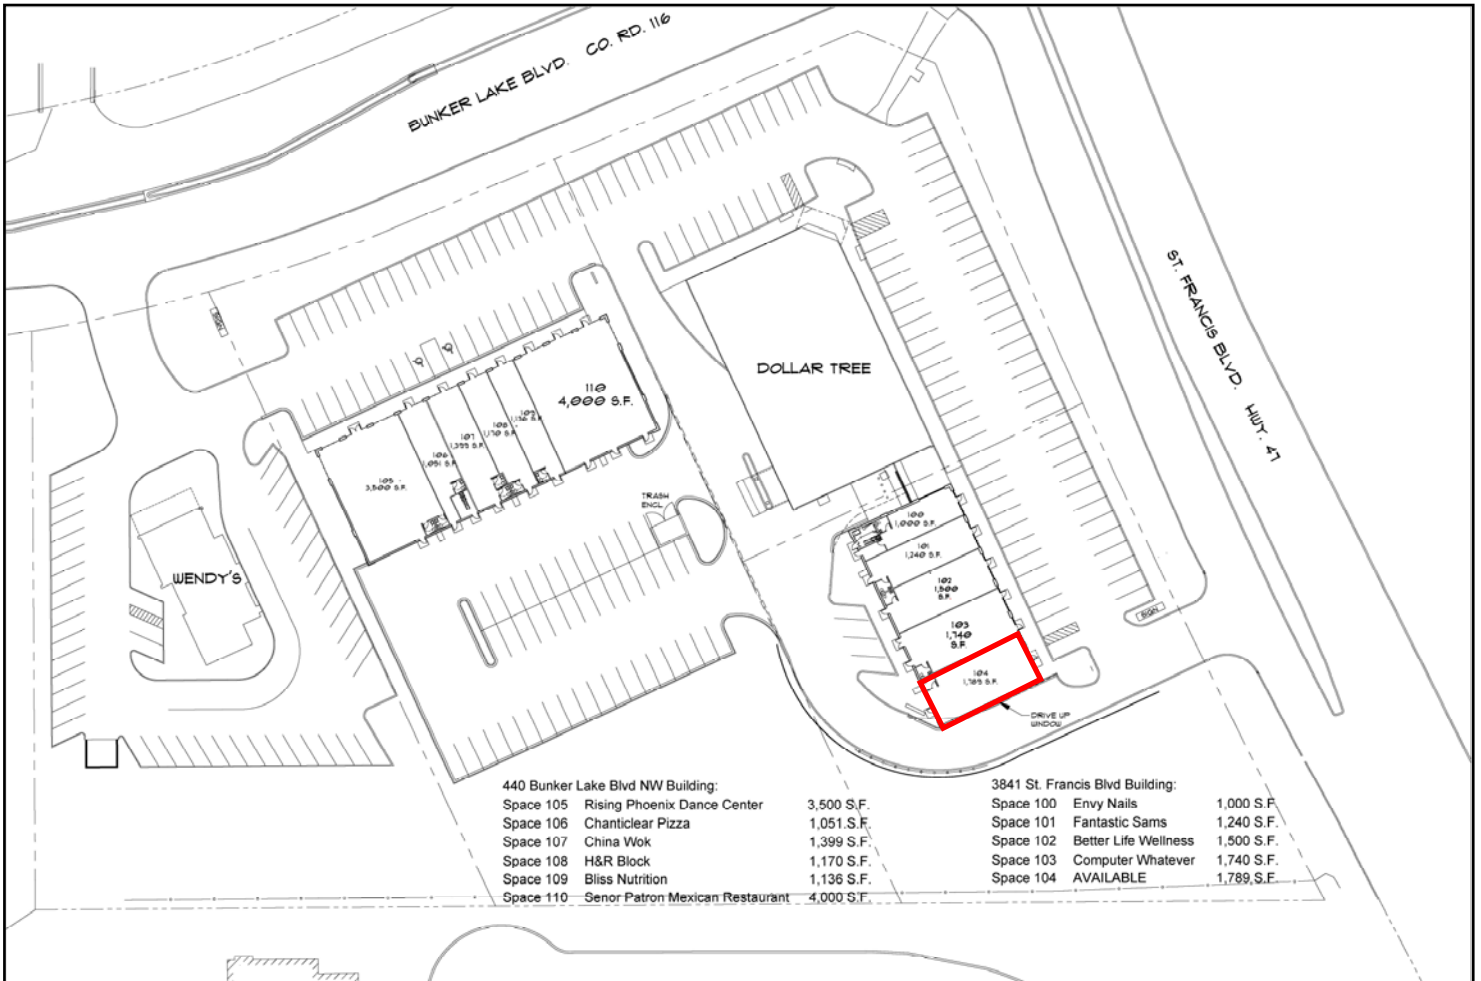 BUNKER LAKE BLVD. CO. RD. 116
ST. FRANCIS BLVD. HWY. 47
SIGN
DOLLAR TREE
110
4,000 S.F.
109
1,136 S.F.
108
1,170 S.F.
107
1,399 S.F.
106
1,051 S.F.
105
3,500 S.F.
TRASH
ENCL.
100
1,000 S.F.
101
1,240 S.F.
102
1,500
S.F.
WENDY'S
SIGN
103
1,740
S.F.
104
1,789 S.F.
DRIVE UP
WINDOW
440 Bunker Lake Blvd NW Building:
Space 105 Rising Phoenix Dance Center 3,500 S.F.
Space 106 Chanticlear Pizza 1,051 S.F.
Space 107 China Wok 1,399 S.F.
Space 108 H&R Block 1,170 S.F.
Space 109 Bliss Nutrition 1,136 S.F.
Space 110 Senor Patron Mexican Restaurant 4,000 S.F.
3841 St. Francis Blvd Building:
Space 100 Envy Nails 1,000 S.F.
Space 101 Fantastic Sams 1,240 S.F.
Space 102 Better Life Wellness 1,500 S.F.
Space 103 Computer Whatever 1,740 S.F.
Space 104 AVAILABLE 1,789 S.F.